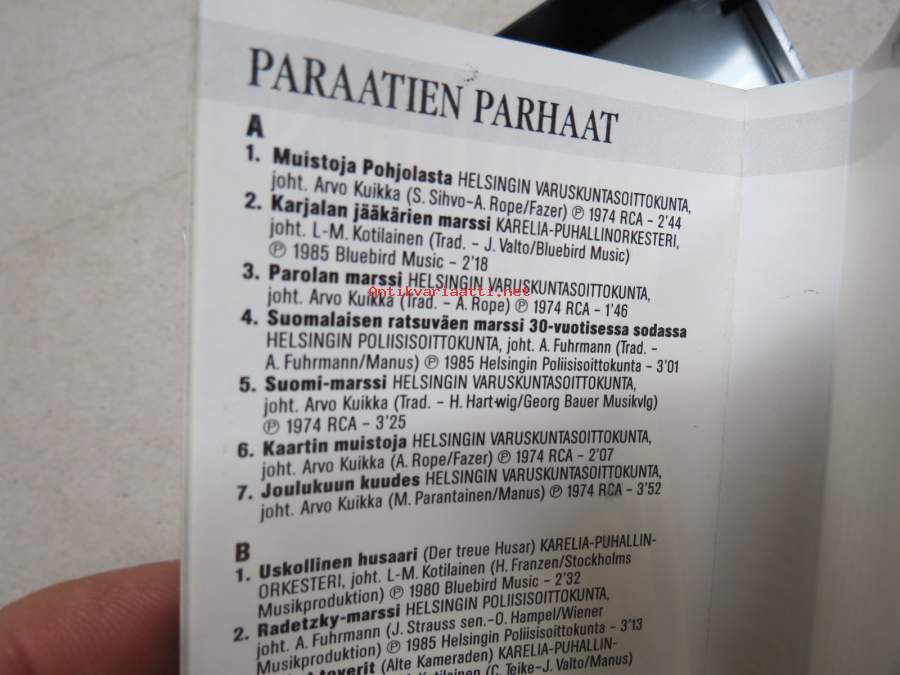 PARAATIEN PARHAAT
A
1. Muistoja Pohjolasta HELSINGIN VARUSKUNTASOITTOKUNTA,
joht. Arvo Kuikka (S. Sihvo-A. Rope/Fazer) ℗ 1974 RCA - 2'44
2. Karjalan jääkärien marssi KARELIA-PUHALLINORKESTERI,
joht. L-M. Kotilainen (Trad. - J. Valto/Bluebird Music)
℗ 1985 Bluebird Music - 2'18
3. Parolan marssi HELSINGIN VARUSKUNTASOITTOKUNTA,
Antikvariaatti.net
joht. Arvo Kuikka (Trad. - A. Rope) ℗ 1974 RCA - 1'46
4. Suomalaisen ratsuväen marssi 30-vuotisessa sodassa
HELSINGIN POLIISISOITTOKUNTA, joht. A. Fuhrmann (Trad. -
A. Fuhrmann/Manus) ℗ 1985 Helsingin Poliisisoittokunta - 3'01
5. Suomi-marssi HELSINGIN VARUSKUNTASOITTOKUNTA,
joht. Arvo Kuikka (Trad. - H. Hart-wig/Georg Bauer Musikvlg)
℗ 1974 RCA - 3'25
6. Kaartin muistoja HELSINGIN VARUSKUNTASOITTOKUNTA,
joht. Arvo Kuikka (A. Rope/Fazer) ℗ 1974 RCA - 2'07
7. Joulukuun kuudes HELSINGIN VARUSKUNTASOITTOKUNTA,
joht. Arvo Kuikka (M. Parantainen/Manus) ℗ 1974 RCA - 3'52
B
1. Uskollinen husaari (Der treue Husar) KARELIA-PUHALLIN-
ORKESTERI, joht. L-M. Kotilainen (H. Franzen/Stockholms
Musikproduktion) ℗ 1980 Bluebird Music - 2'32
2. Radetzky-marssi HELSINGIN POLIISISOITTOKUNTA,
joht. A. Fuhrmann (J. Strauss sen.-O. Hampel/Wiener
Musikproduktion) ℗ 1985 Helsingin Poliisisoittokunta - 3'13
toverit (Alte Kameraden) KARELIA-PUHALLIN-
Kotilainen (C. Teike-J. Valto/Manus)